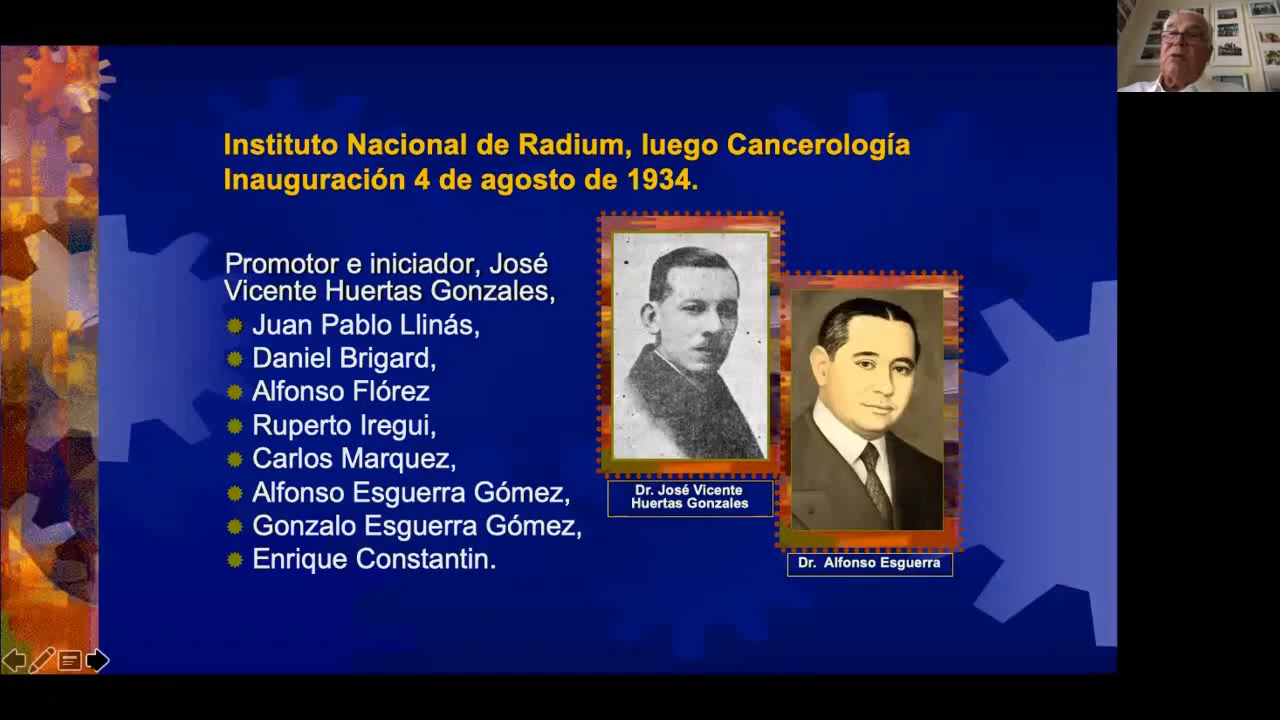 Instituto Nacional de Radium, luego Cancerología
Inauguración 4 de agosto de 1934.
Promotor e iniciador, José
Vicente Huertas Gonzales,
Juan Pablo Llinás,
Daniel Brigard,
Alfonso Flórez
Ruperto Iregui,
Carlos Marquez,
Alfonso Esguerra Gómez,
Gonzalo Esguerra Gómez,
Enrique Constantin.
Dr. José Vicente
Huertas Gonzales
Dr. Alfonso Esguerra